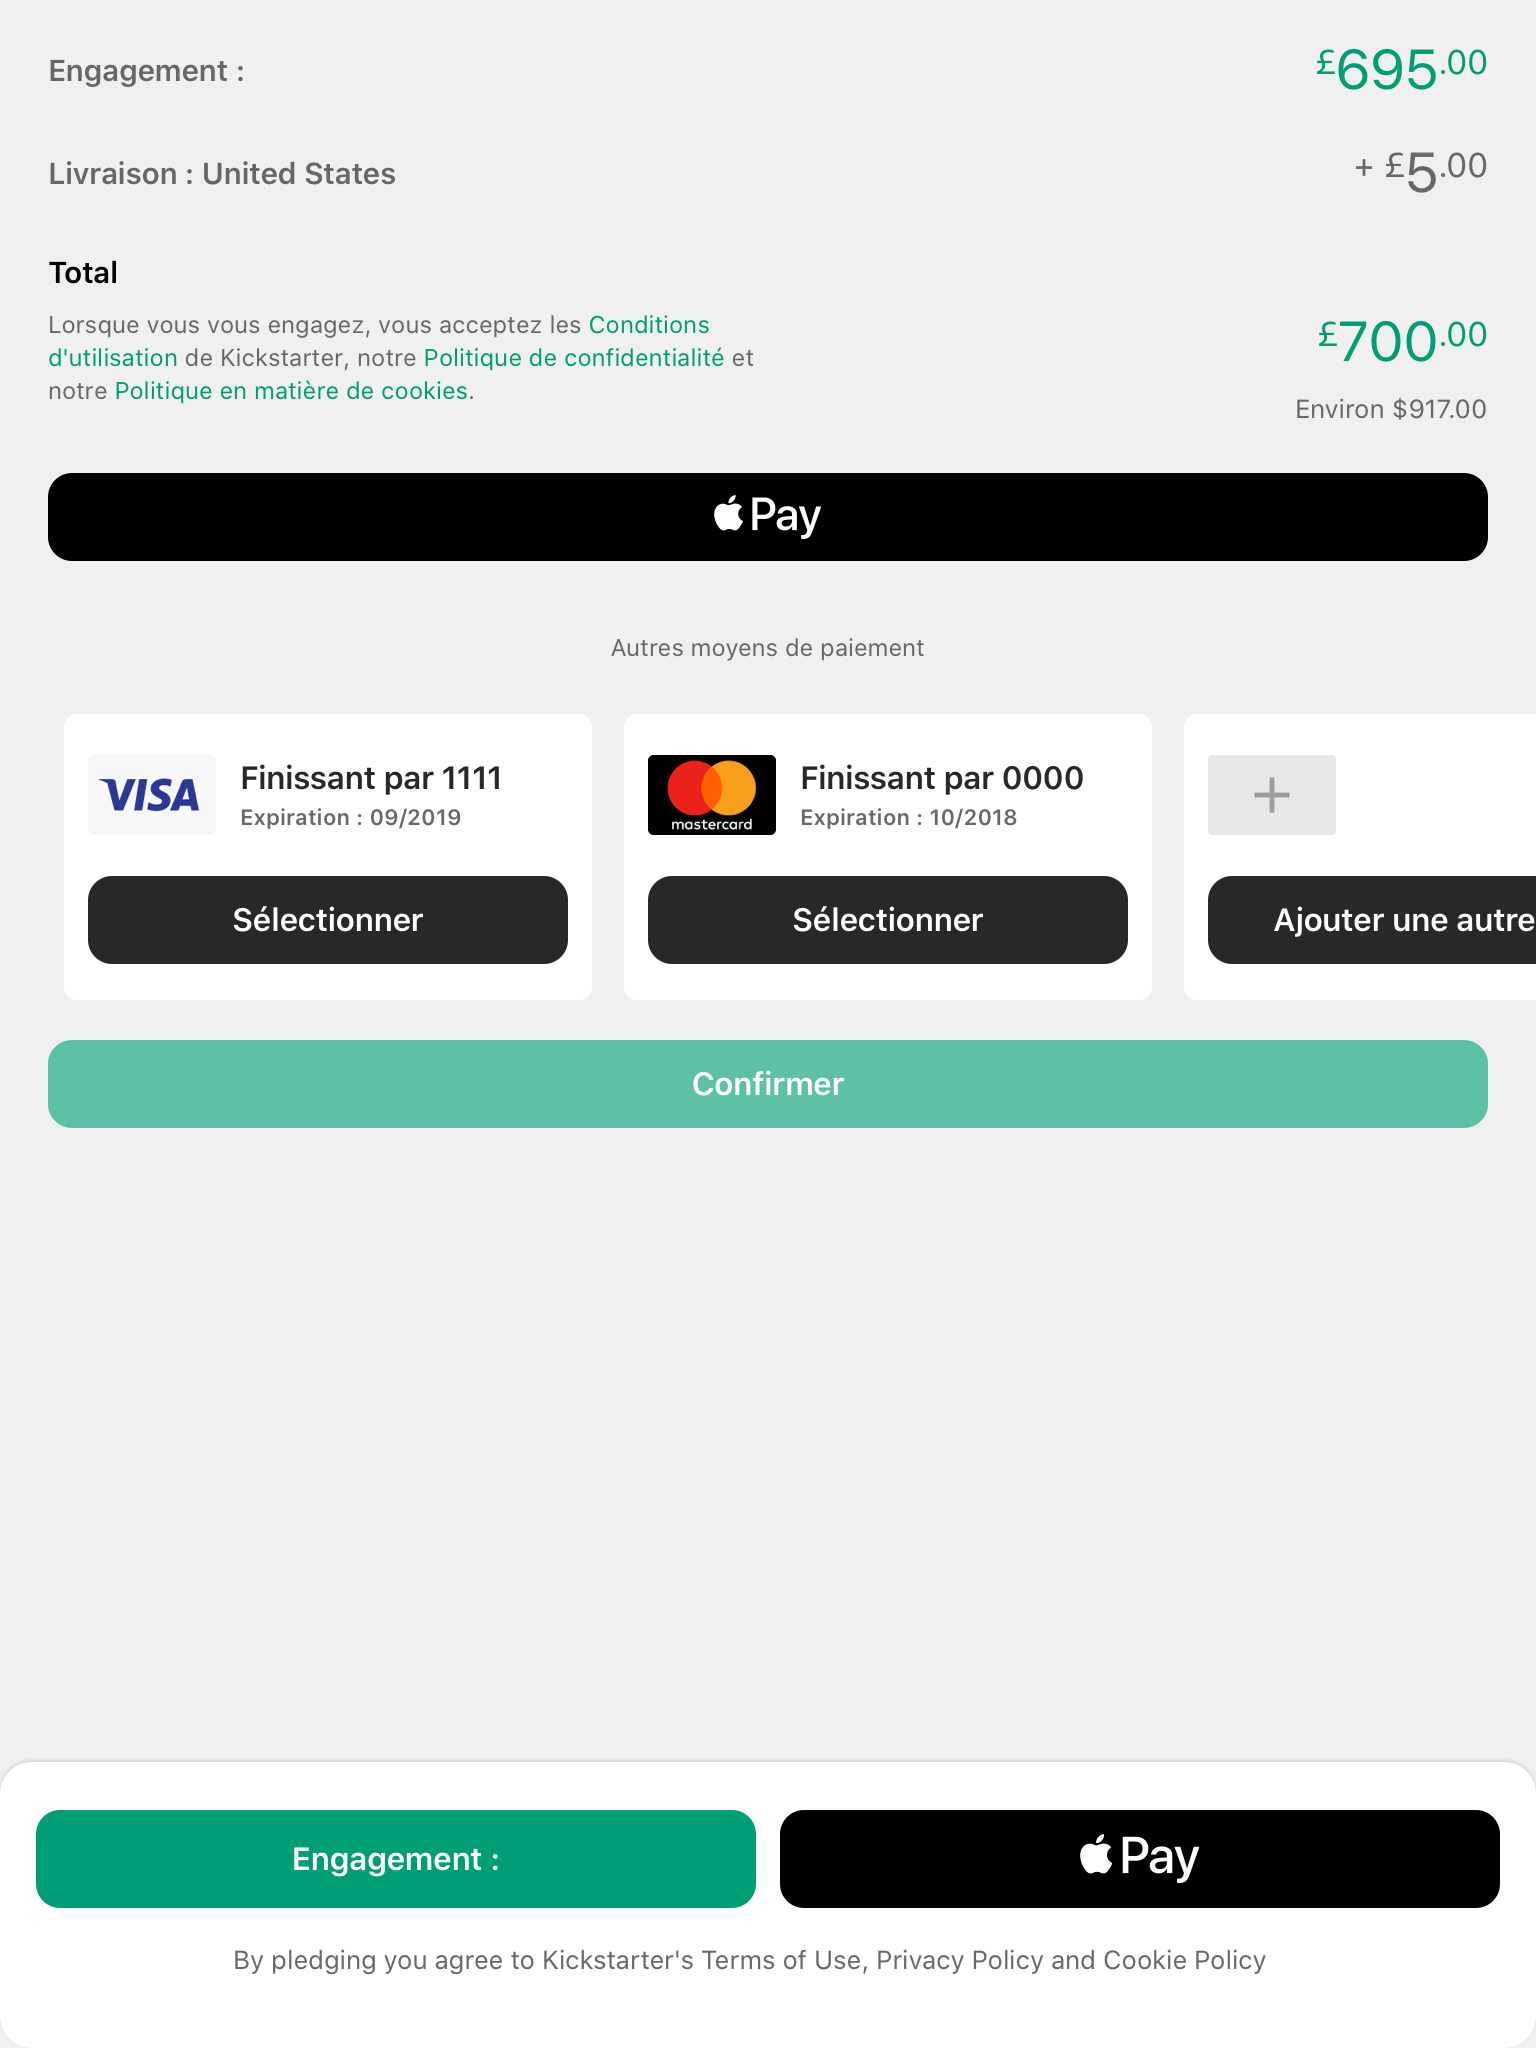 Engagement :
£695.00
Livraison : United States
+ £5.00
Total
Lorsque vous vous engagez, vous acceptez les Conditions
d'utilisation de Kickstarter, notre Politique de confidentialité et
notre Politique en matière de cookies.
£700.00
Environ $917.00
Pay
Autres moyens de paiement
VISA
Finissant par 1111
Expiration : 09/2019
Sélectionner
mastercard
Finissant par 0000
Expiration : 10/2018
Sélectionner
Ajouter une autre
Confirmer
Engagement :
Pay
By pledging you agree to Kickstarter's Terms of Use, Privacy Policy and Cookie Policy